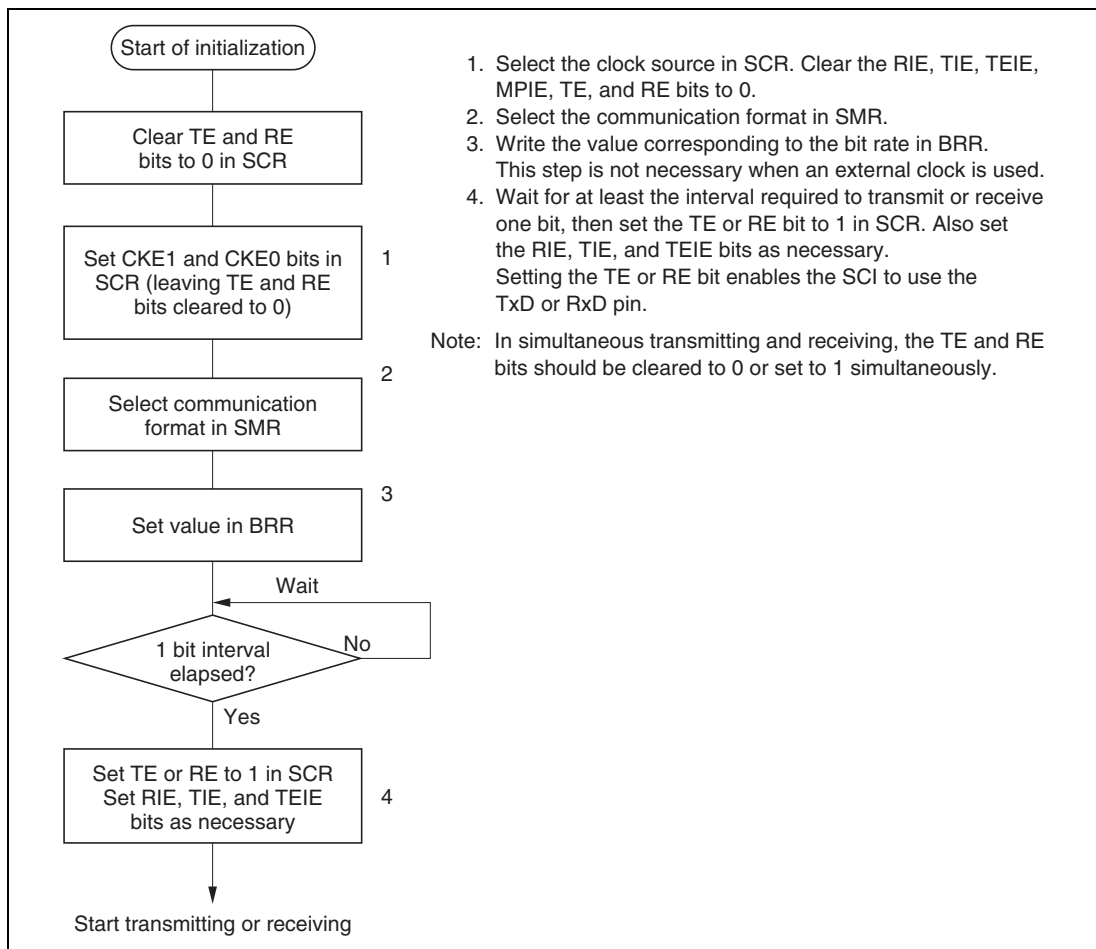 Start of initialization
Clear TE and RE
bits to 0 in SCR
Set CKE1 and CKE0 bits in
SCR (leaving TE and RE
bits cleared to 0)
1
2
Select communication
format in SMR
3
Set value in BRR
Wait
1 bit interval
elapsed?
No
Yes
Set TE or RE to 1 in SCR
Set RIE, TIE, and TEIE
bits as necessary
4
Start transmitting or receiving
1. Select the clock source in SCR. Clear the RIE, TIE, TEIE,
MPIE, TE, and RE bits to 0.
2. Select the communication format in SMR.
3. Write the value corresponding to the bit rate in BRR.
This step is not necessary when an external clock is used.
4. Wait for at least the interval required to transmit or receive
one bit, then set the TE or RE bit to 1 in SCR. Also set
the RIE, TIE, and TEIE bits as necessary.
Setting the TE or RE bit enables the SCI to use the
TxD or RxD pin.
Note: In simultaneous transmitting and receiving, the TE and RE
bits should be cleared to 0 or set to 1 simultaneously.